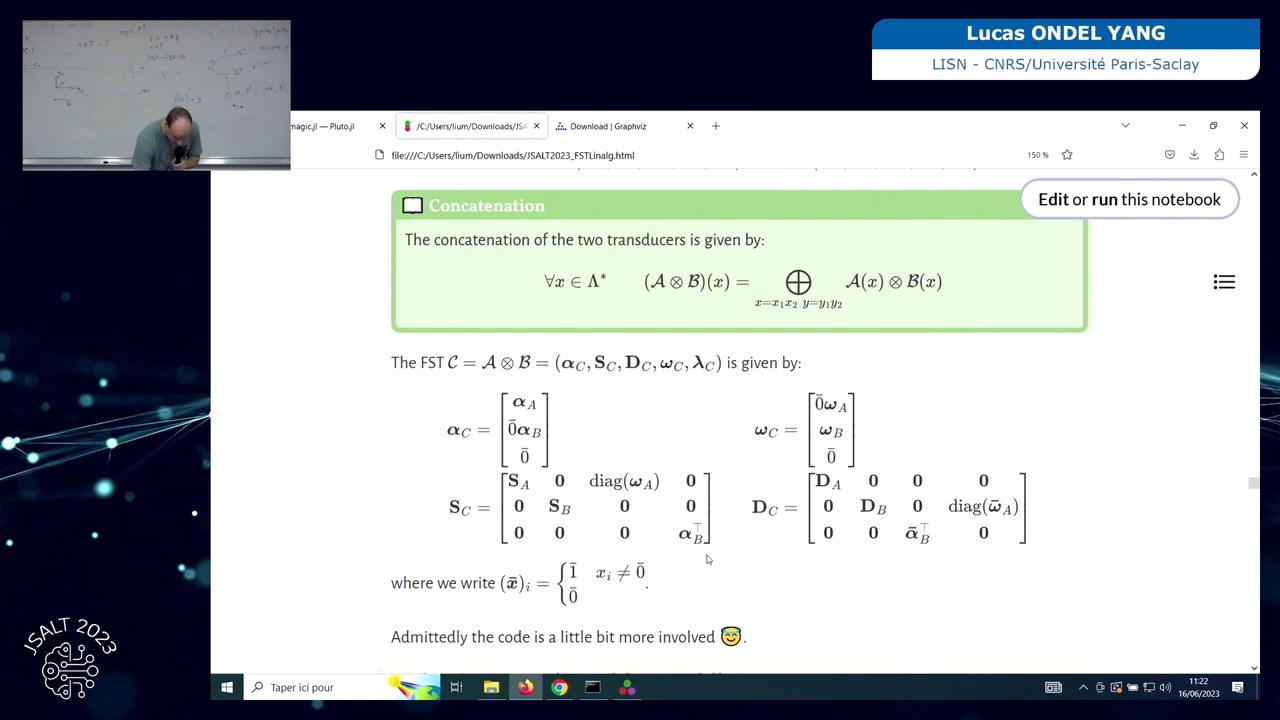 Lucas ONDEL YANG
LISN - CNRS/Université Paris-Saclay
magic.jl — Pluto.jl
/C:/Users/lium/Downloads/JSA
Download | Graphviz
file:///C:/Users/lium/Downloads/JSALT2023_FSTLinalg.html
150 %
Edit or run this notebook
Concatenation
The concatenation of the two transducers is given by:
∀x ∈ Λ* (𝒜 ⊗ ℬ)(x) = ⨁ 𝒜(x) ⊗ ℬ(x)
x=x₁x₂ y=y₁y₂
The FST 𝒞 = 𝒜 ⊗ ℬ = (α_C, S_C, D_C, ω_C, λ_C) is given by:
α_C = [α_A; 0̄α_B; 0̄] ω_C = [0̄ω_A; ω_B; 0̄]
S_C = [S_A 0 diag(ω_A) 0; 0 S_B 0 0; 0 0 0 α_B^⊤] D_C = [D_A 0 0 0; 0 D_B 0 diag(ω̄_A); 0 0 ᾱ_B^⊤ 0]
where we write (x̄)_i = { 1̄ x_i ≠ 0̄; 0̄ .
Admittedly the code is a little bit more involved 😇.
JSALT 2023
Taper ici pour
11:22
16/06/2023